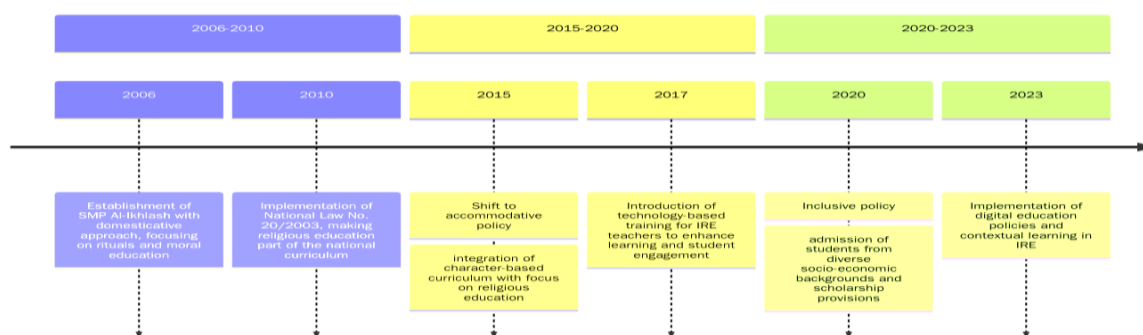 2006-2010
2015-2020
2020-2023
2006
2010
2015
2017
2020
2023
Establishment of
SMP Al-Ikhlash with
domesticative
approach, focusing
on rituals and moral
education
Implementation of
National Law No.
20/2003, making
religious education
part of the national
curriculum
Shift to
accommodative
policy
integration of
character-based
curriculum with focus
on religious
education
Introduction of
technology-based
training for IRE
teachers to enhance
learning and student
engagement
Inclusive policy
admission of
students from
diverse
socio-economic
backgrounds and
scholarship
provisions
Implementation of
digital education
policies and
contextual learning in
IRE